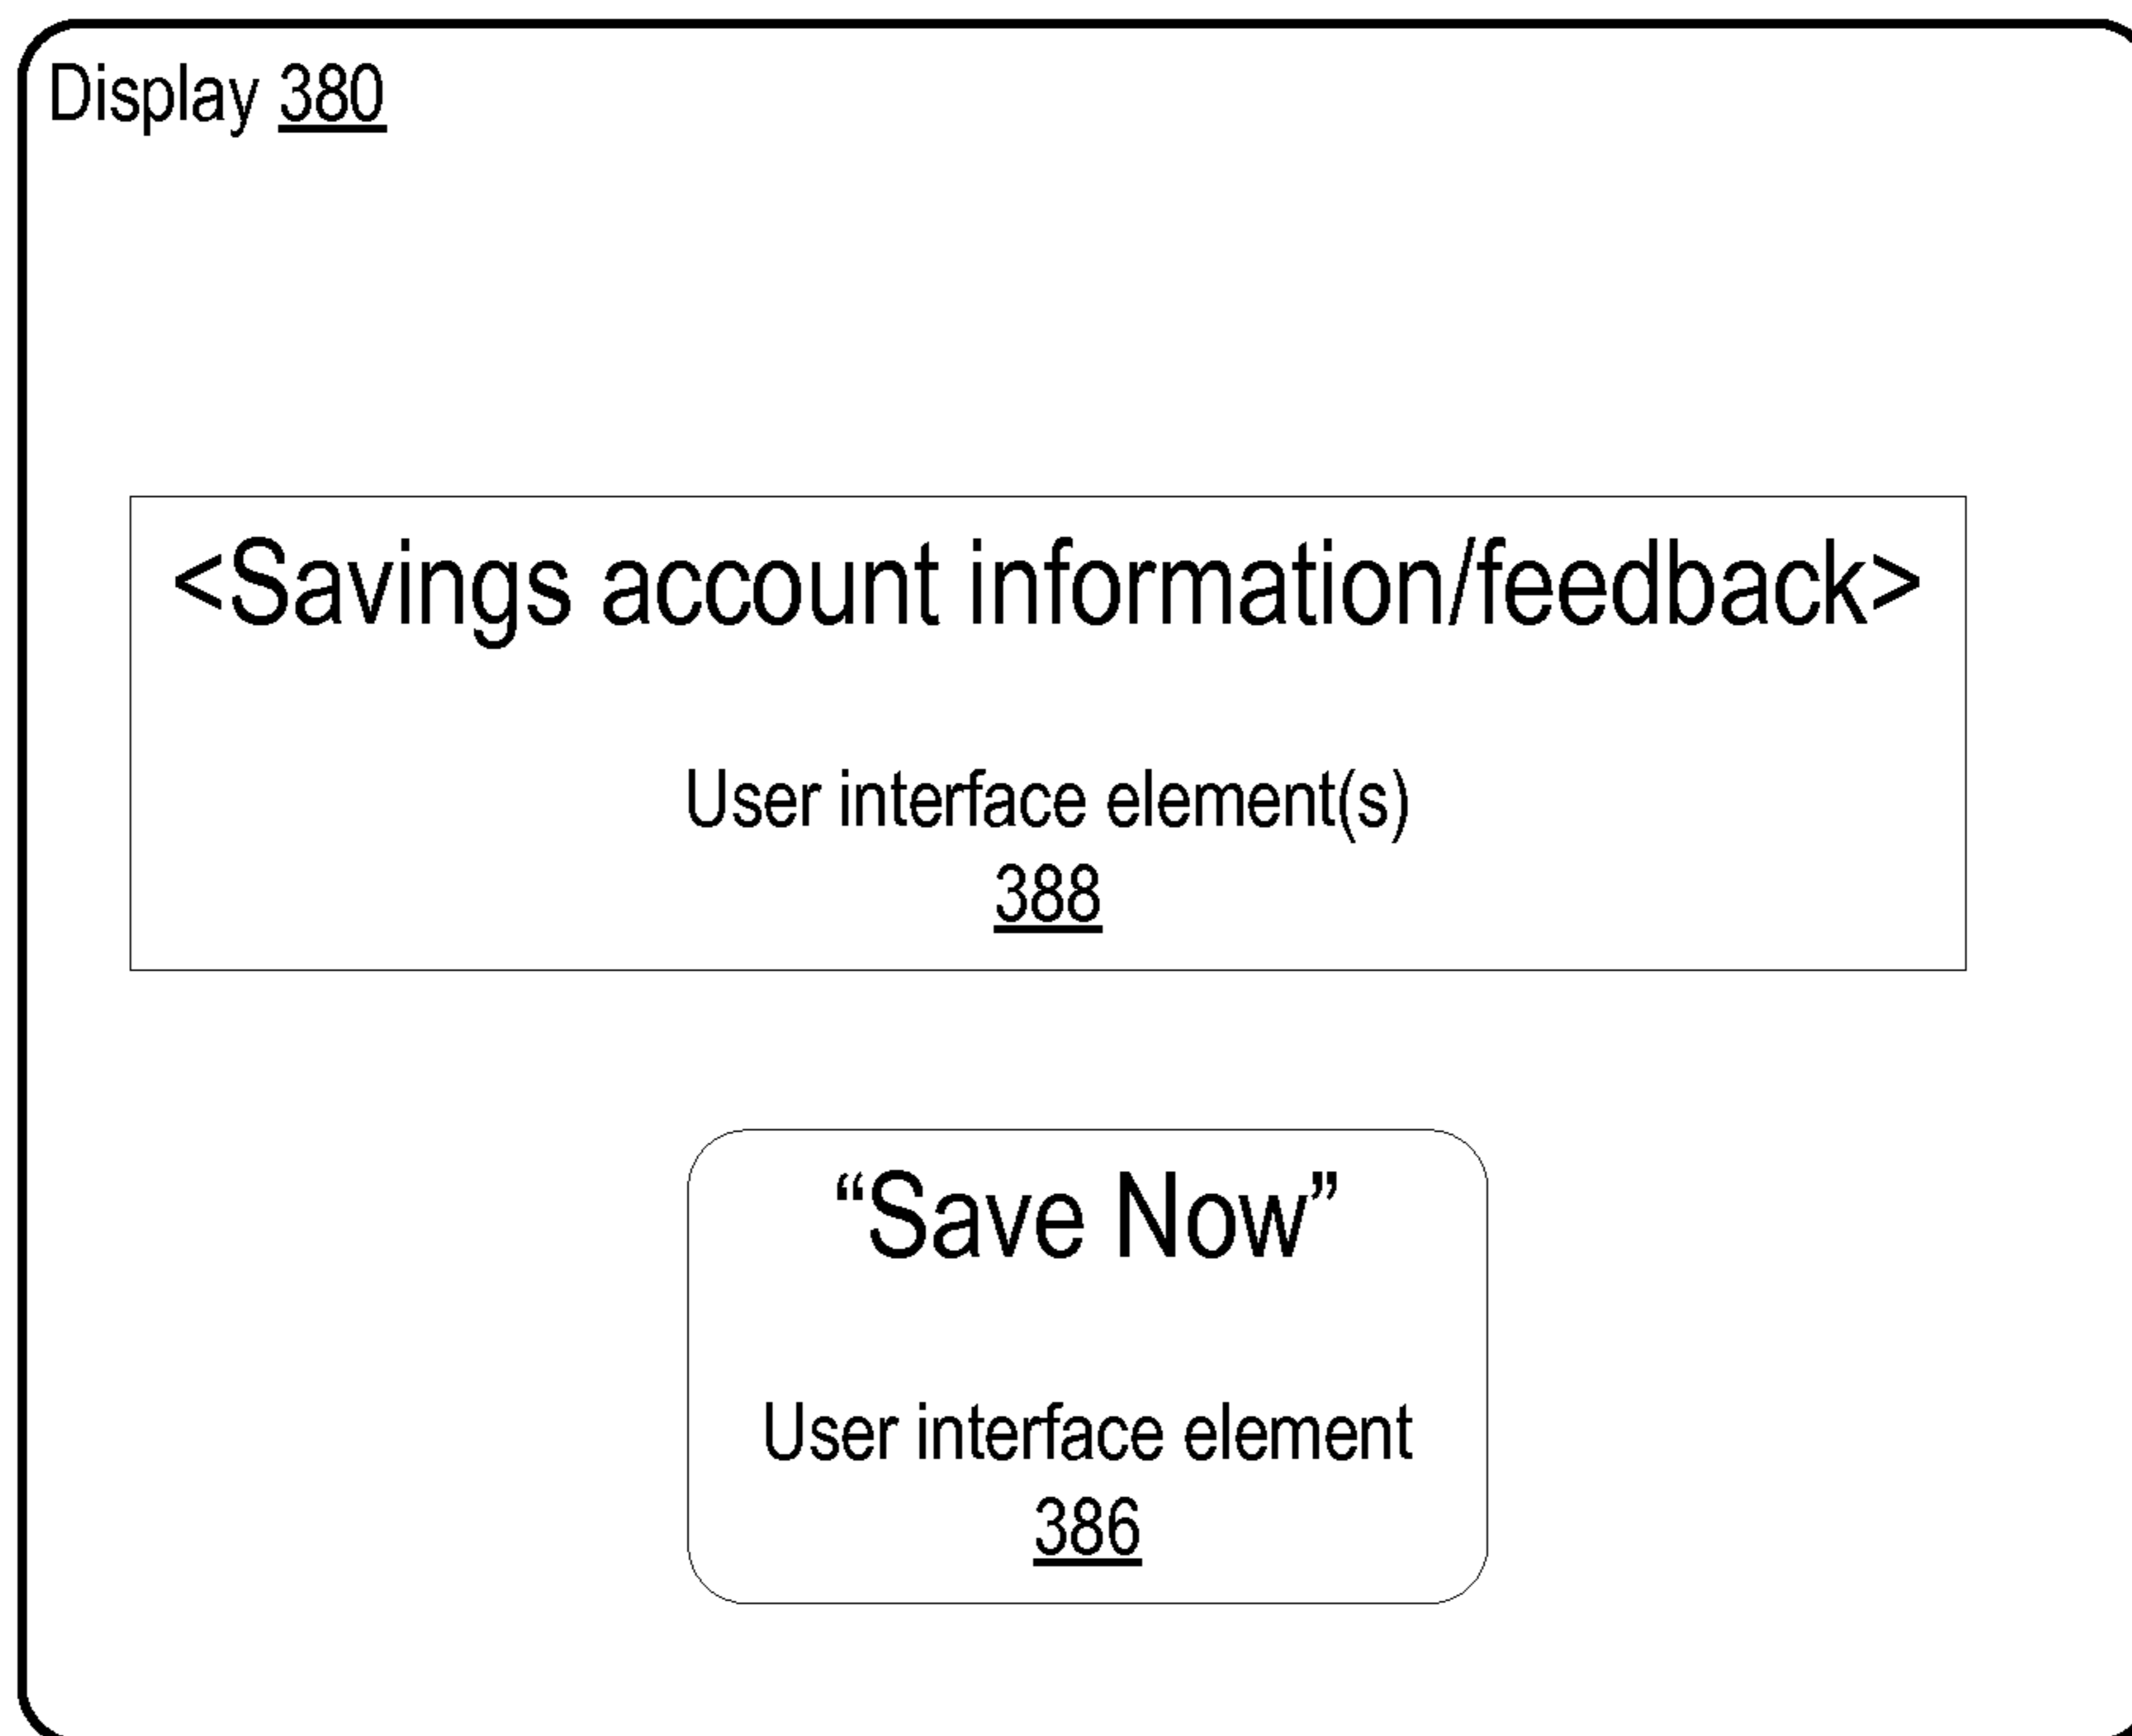 Display 380
<Savings account information/feedback>
User interface element(s)
388
“Save Now”
User interface element
386